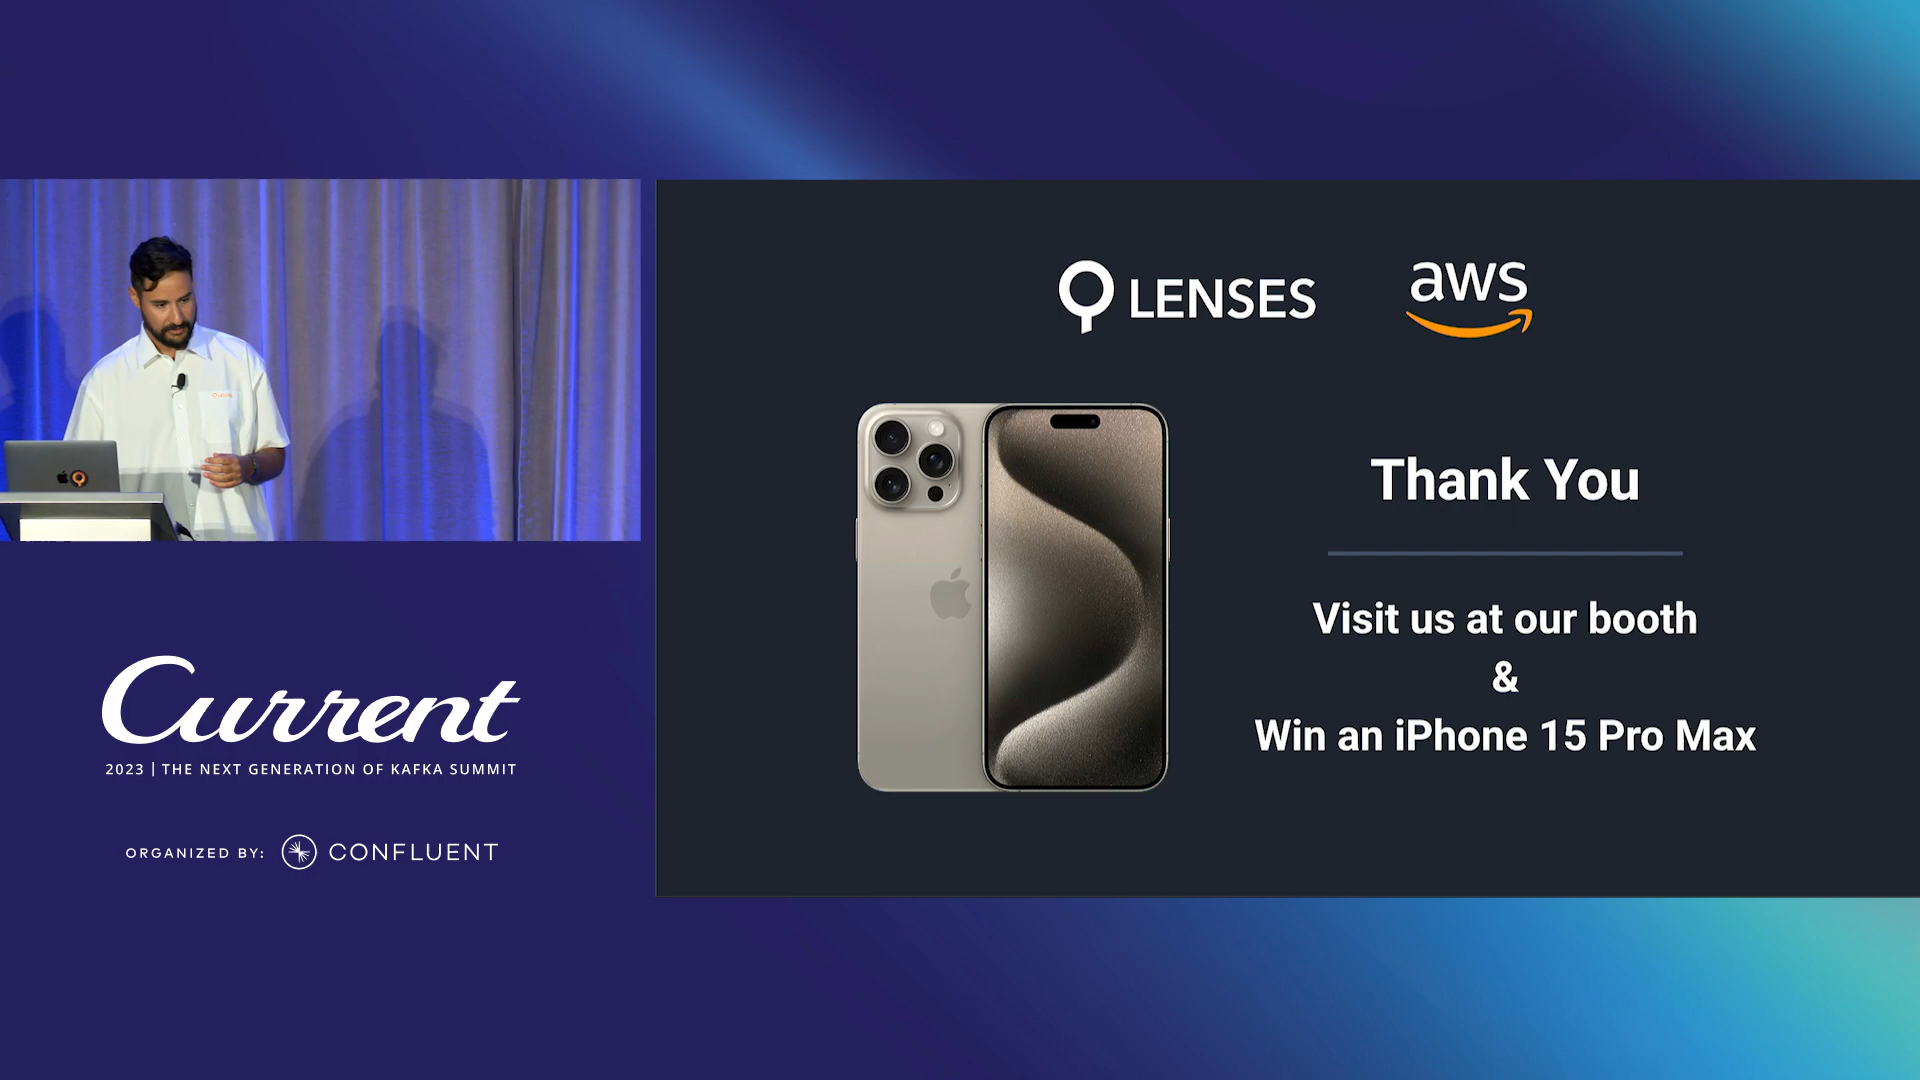 LENSES
aws
Thank You
Visit us at our booth
&
Win an iPhone 15 Pro Max
Current
2023 | THE NEXT GENERATION OF KAFKA SUMMIT
ORGANIZED BY: CONFLUENT